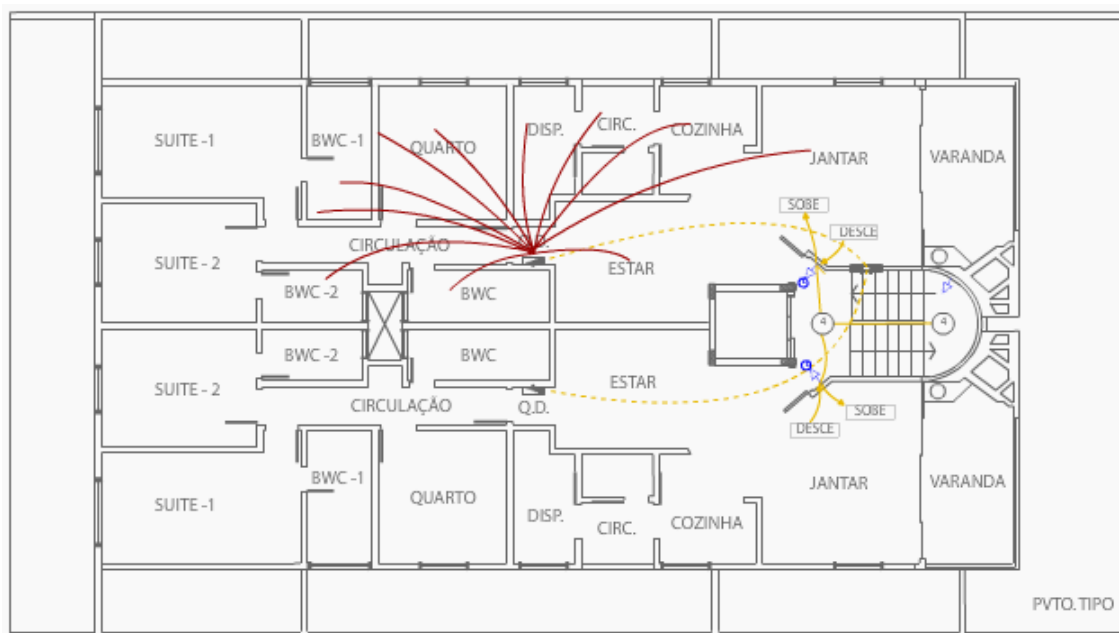 SUITE -1
BWC -1
QUARTO
DISP.
CIRC.
COZINHA
JANTAR
VARANDA
SOBE
DESCE
CIRCULAÇÃO
Q.D.
SUITE - 2
ESTAR
BWC -2
BWC
4
4
BWC -2
BWC
SUITE - 2
ESTAR
CIRCULAÇÃO
Q.D.
SOBE
DESCE
SUITE -1
BWC -1
QUARTO
DISP.
CIRC.
COZINHA
JANTAR
VARANDA
PVTO. TIPO